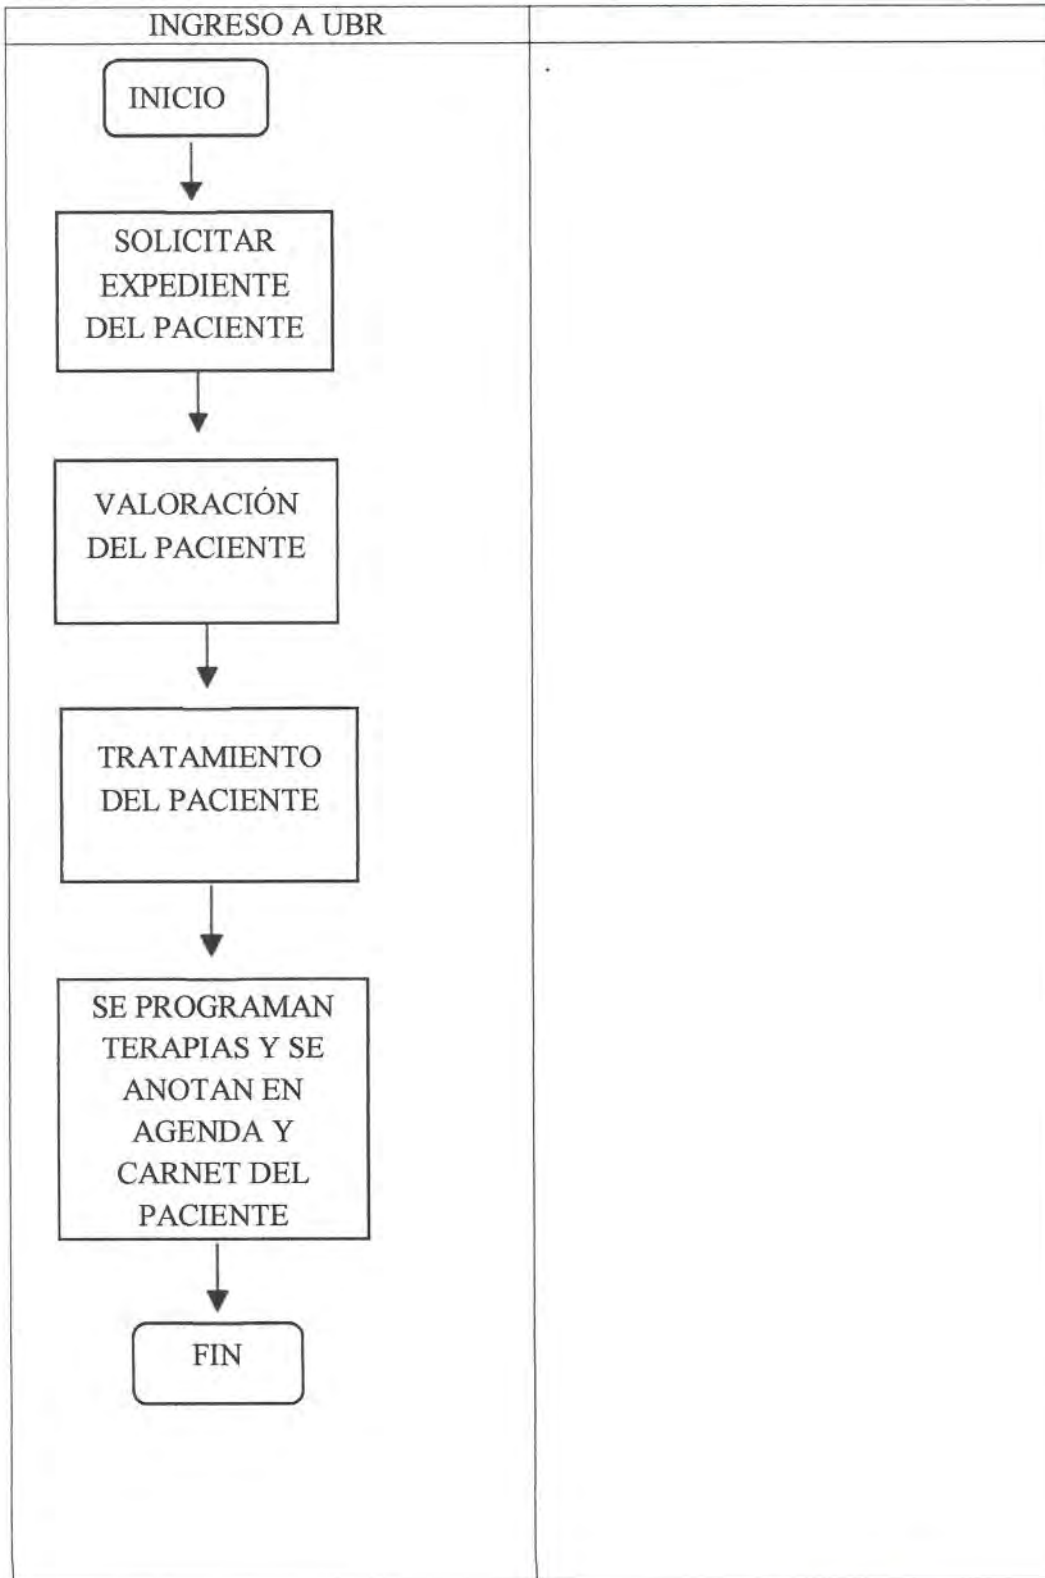 INGRESO A UBR
INICIO
SOLICITAR
EXPEDIENTE
DEL PACIENTE
VALORACIÓN
DEL PACIENTE
TRATAMIENTO
DEL PACIENTE
SE PROGRAMAN
TERAPIAS Y SE
ANOTAN EN
AGENDA Y
CARNET DEL
PACIENTE
FIN